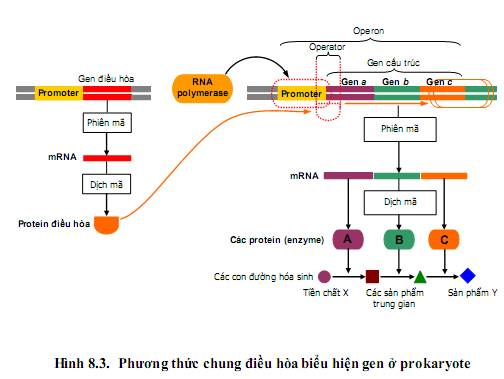 Operon
Operator
Gen điều hòa
RNA
polymerase
Gen cấu trúc
Gen a Gen b Gen c
Promoter
Promoter
Phiên mã
Phiên mã
mRNA
mRNA
Dịch mã
Dịch mã
Protein điều hòa
Các protein (enzyme)
A B C
Các con đường hóa sinh
Tiền chất X
Các sản phẩm
trung gian
Sản phẩm Y
Hình 8.3. Phương thức chung điều hòa biểu hiện gen ở prokaryote